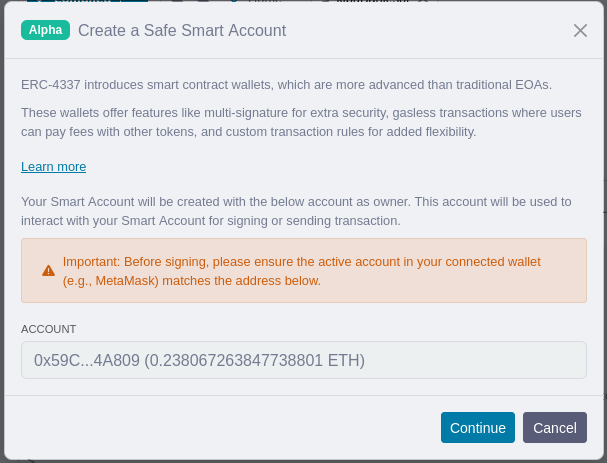 Alpha Create a Safe Smart Account
ERC-4337 introduces smart contract wallets, which are more advanced than traditional EOAs.
These wallets offer features like multi-signature for extra security, gasless transactions where users
can pay fees with other tokens, and custom transaction rules for added flexibility.
Learn more
Your Smart Account will be created with the below account as owner. This account will be used to
interact with your Smart Account for signing or sending transaction.
Important: Before signing, please ensure the active account in your connected wallet
(e.g., MetaMask) matches the address below.
ACCOUNT
0x59C...4A809 (0.238067263847738801 ETH)
Continue Cancel